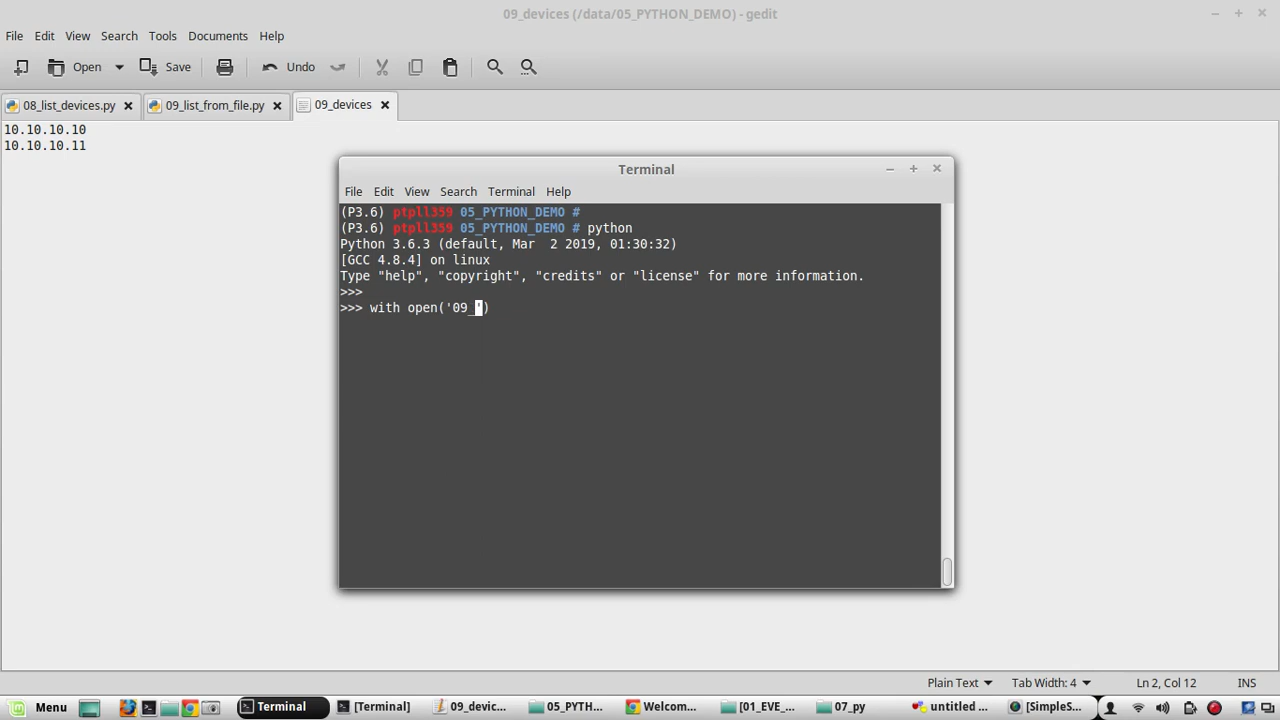 09_devices (/data/05_PYTHON_DEMO) - gedit
File Edit View Search Tools Documents Help
Open Save Undo
08_list_devices.py 09_list_from_file.py 09_devices
10.10.10.10
10.10.10.11
Terminal
File Edit View Search Terminal Help
(P3.6) ptpll359 05_PYTHON_DEMO #
(P3.6) ptpll359 05_PYTHON_DEMO # python
Python 3.6.3 (default, Mar  2 2019, 01:30:32)
[GCC 4.8.4] on linux
Type "help", "copyright", "credits" or "license" for more information.
>>>
>>> with open('09_')
Plain Text Tab Width: 4 Ln 2, Col 12 INS
Menu Terminal [Terminal] 09_devic... 05_PYTH... Welcom... [01_EVE_... 07_py untitled ... [SimpleS...